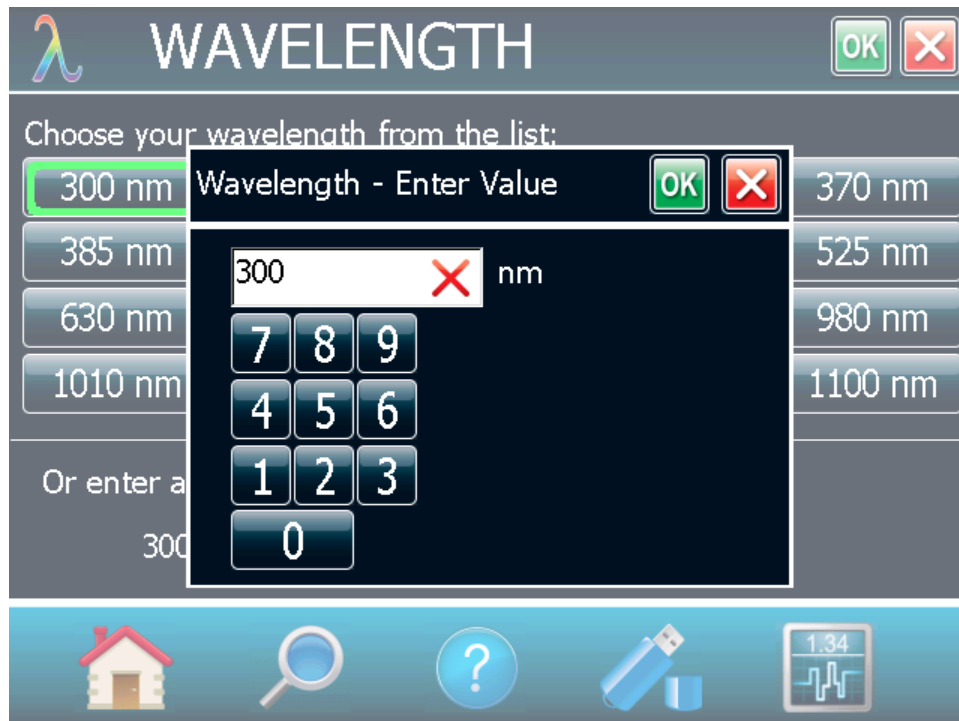 λ WAVELENGTH OK
Choose your wavelength from the list:
300 nm 370 nm
385 nm 525 nm
630 nm 980 nm
1010 nm 1100 nm
Or enter a
300
Wavelength - Enter Value OK
300 nm
7 8 9
4 5 6
1 2 3
0
?
1.34